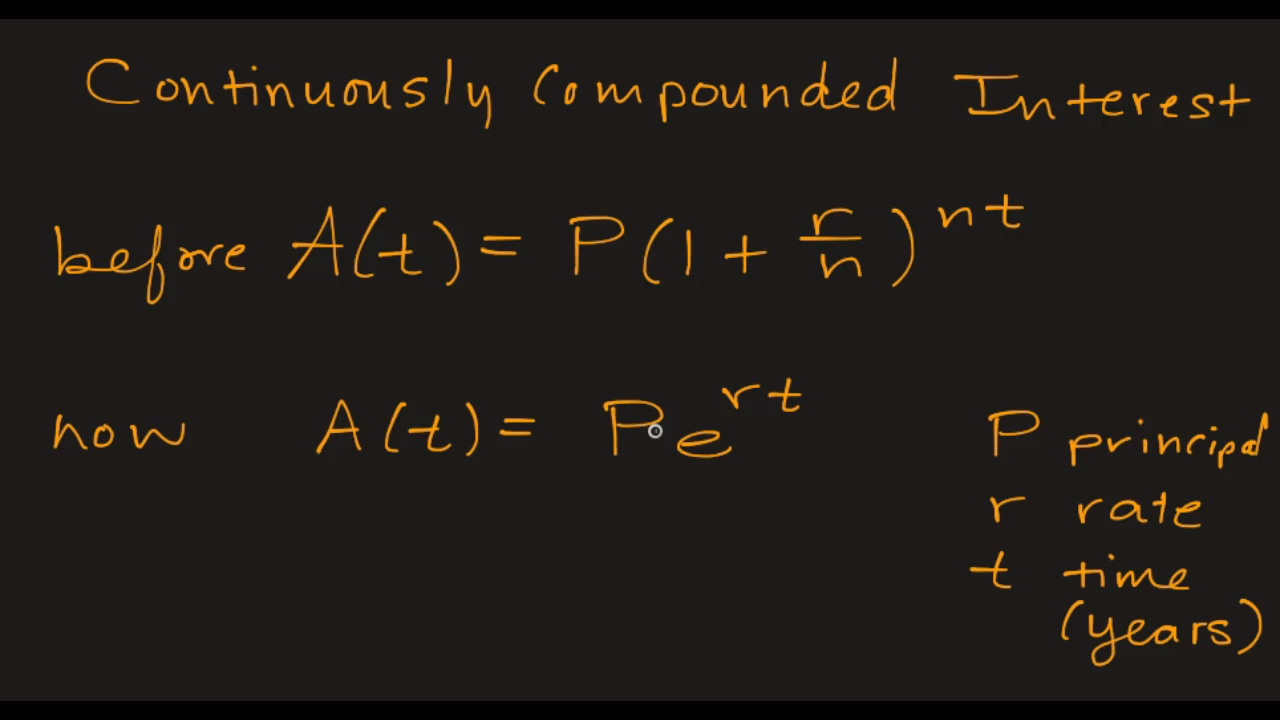 Continuously Compounded Interest
before A(t) = P(1 + r/n)^nt
now A(t) = Pe^rt
P principal
r rate
t time
(years)